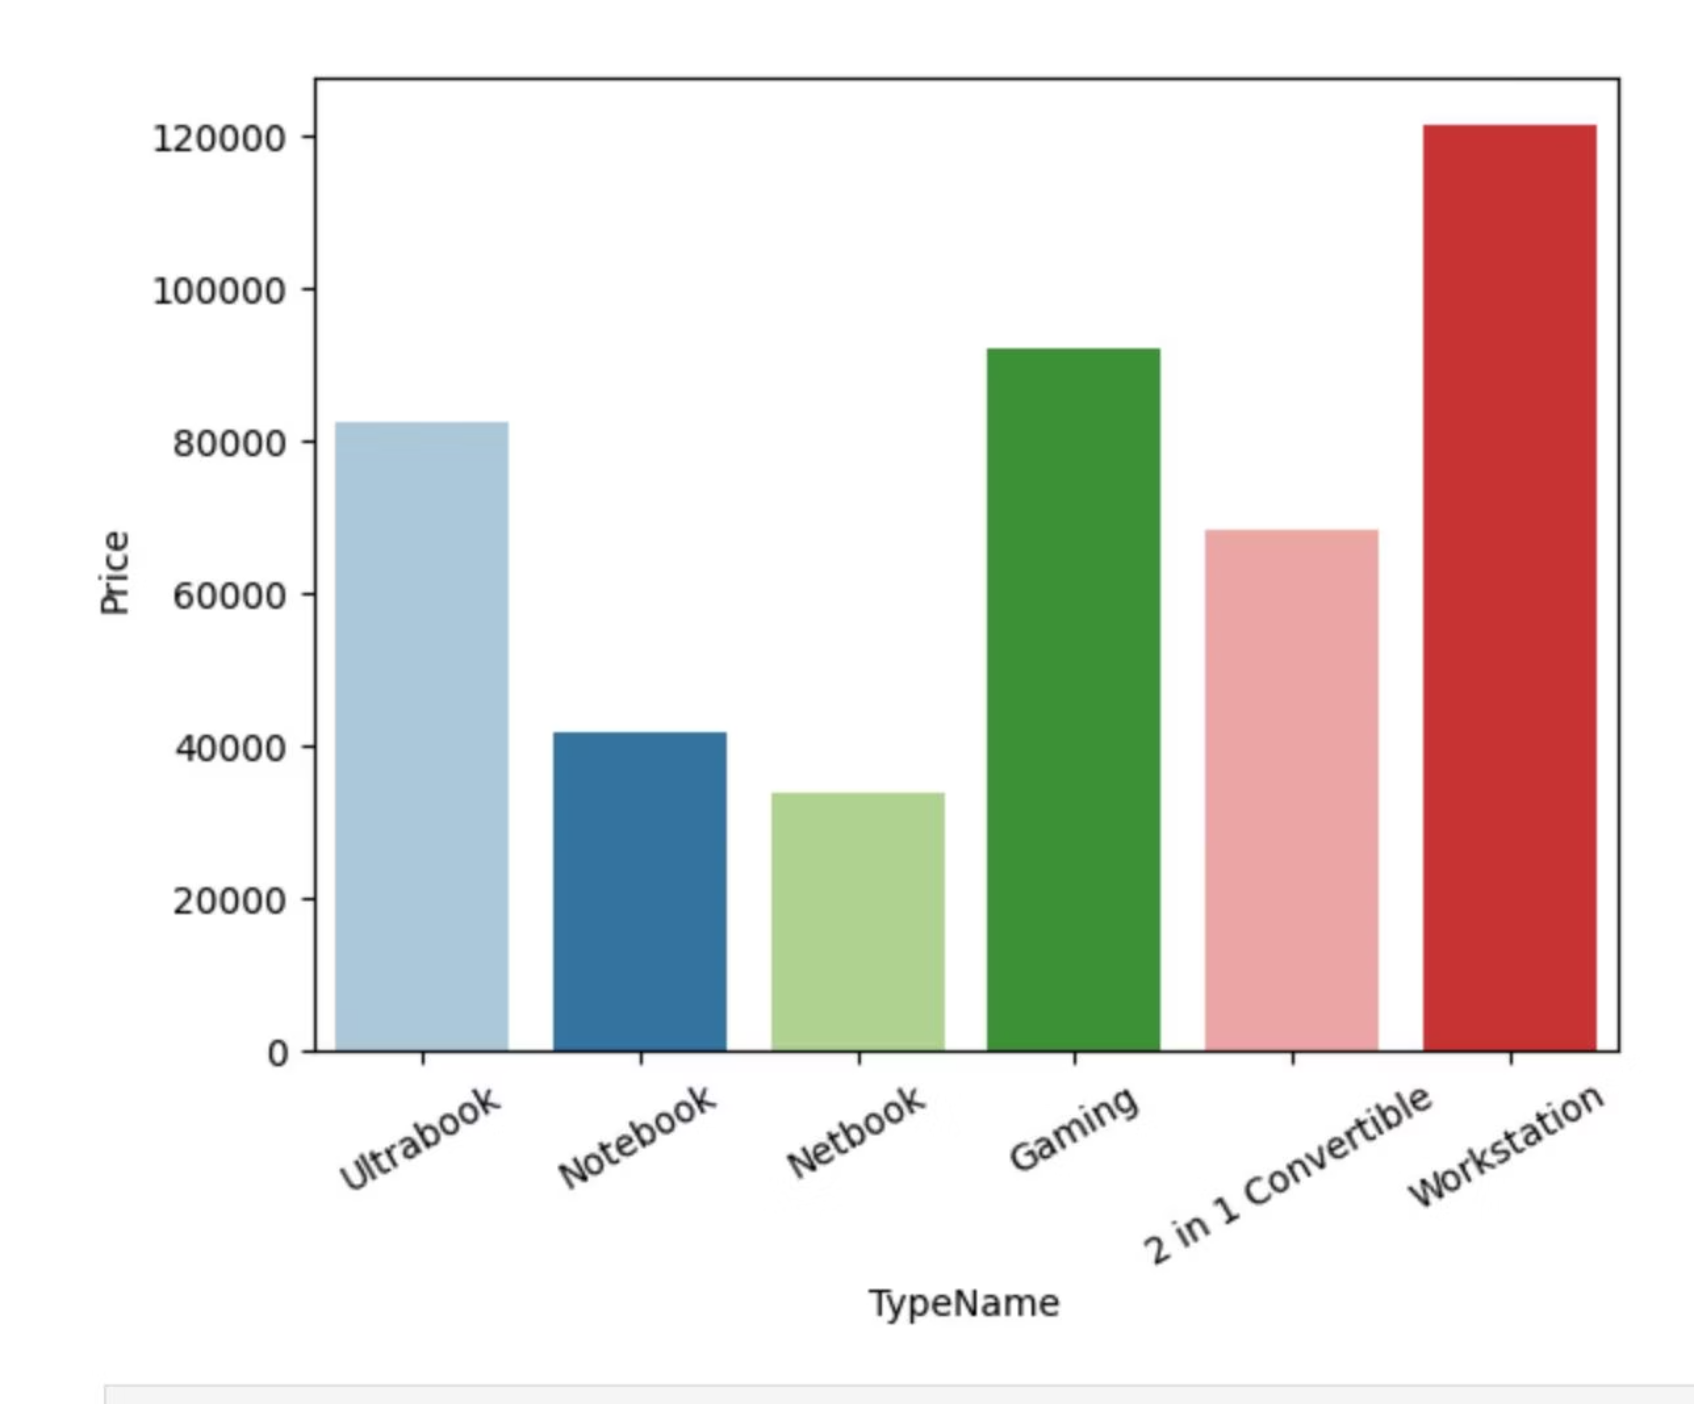 120000
100000
80000
60000
40000
20000
0
Price
Ultrabook
Notebook
Netbook
Gaming
2 in 1 Convertible
Workstation
TypeName